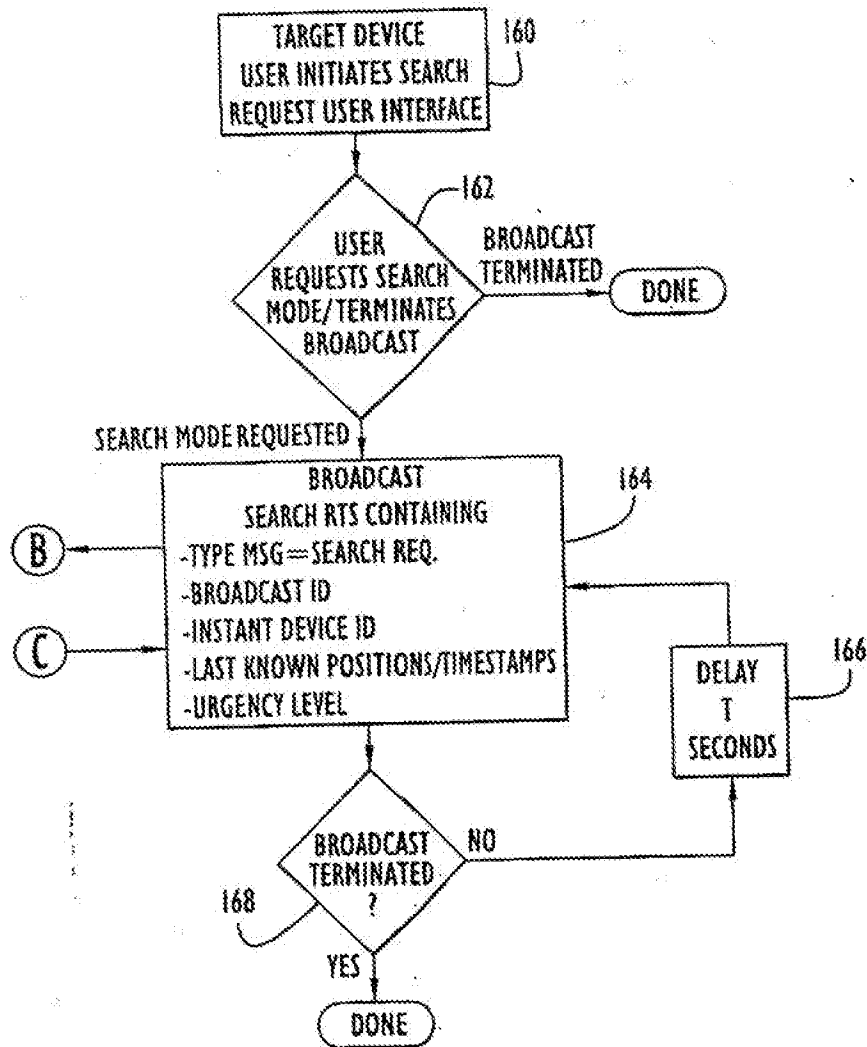 TARGET DEVICE
USER INITIATES SEARCH
REQUEST USER INTERFACE
160
162
USER
REQUESTS SEARCH
MODE/TERMINATES
BROADCAST
BROADCAST
TERMINATED
DONE
SEARCH MODE REQUESTED
BROADCAST
SEARCH RTS CONTAINING
-TYPE MSG=SEARCH REQ.
-BROADCAST ID
-INSTANT DEVICE ID
-LAST KNOWN POSITIONS/TIMESTAMPS
-URGENCY LEVEL
164
B
C
DELAY
T
SECONDS
166
BROADCAST
TERMINATED
?
NO
168
YES
DONE